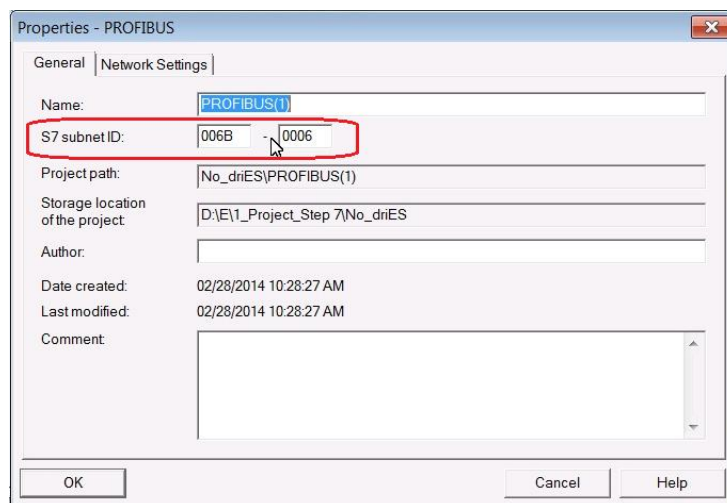 Properties - PROFIBUS
General Network Settings
Name: PROFIBUS(1)
S7 subnet ID: 006B - 0006
Project path: No_driES\PROFIBUS(1)
Storage location
of the project: D:\E\1_Project_Step 7\No_driES
Author:
Date created: 02/28/2014 10:28:27 AM
Last modified: 02/28/2014 10:28:27 AM
Comment:
OK Cancel Help